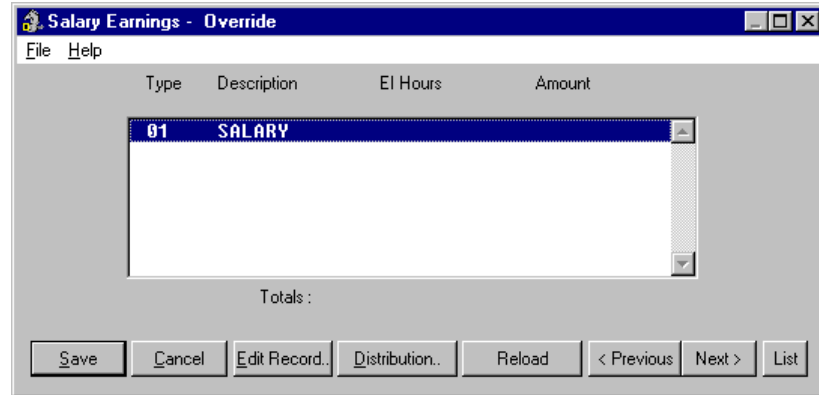 Salary Earnings - Override
File Help
Type Description EI Hours Amount
01 SALARY
Totals :
Save Cancel Edit Record.. Distribution.. Reload < Previous Next > List